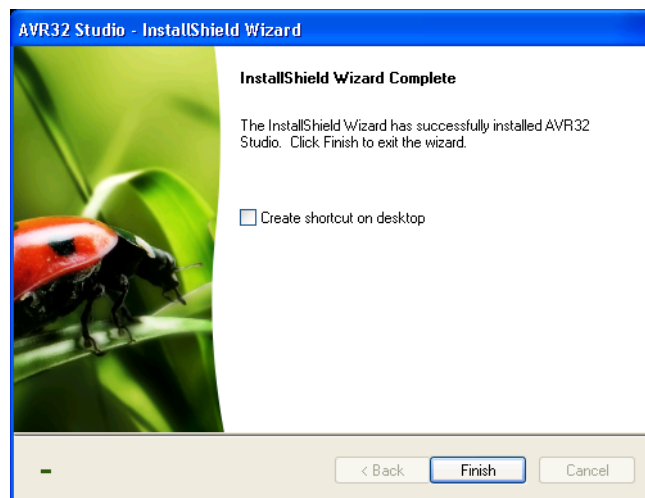 AVR32 Studio - InstallShield Wizard
InstallShield Wizard Complete
The InstallShield Wizard has successfully installed AVR32
Studio. Click Finish to exit the wizard.
Create shortcut on desktop
< Back Finish Cancel